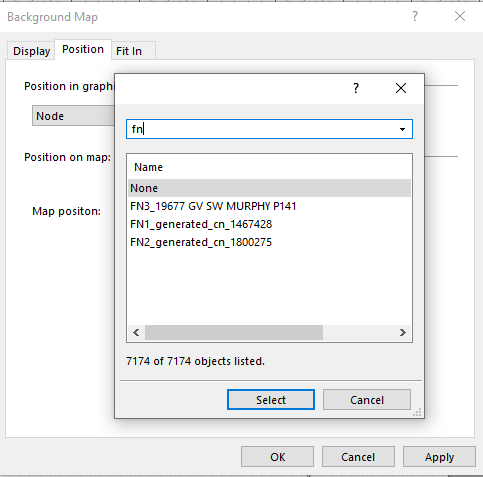 Background Map
Display Position Fit In
Position in graphi
Node
Position on map:
Map positon:
fn
Name
None
FN3_19677 GV SW MURPHY P141
FN1_generated_cn_1467428
FN2_generated_cn_1800275
7174 of 7174 objects listed.
Select Cancel
OK Cancel Apply